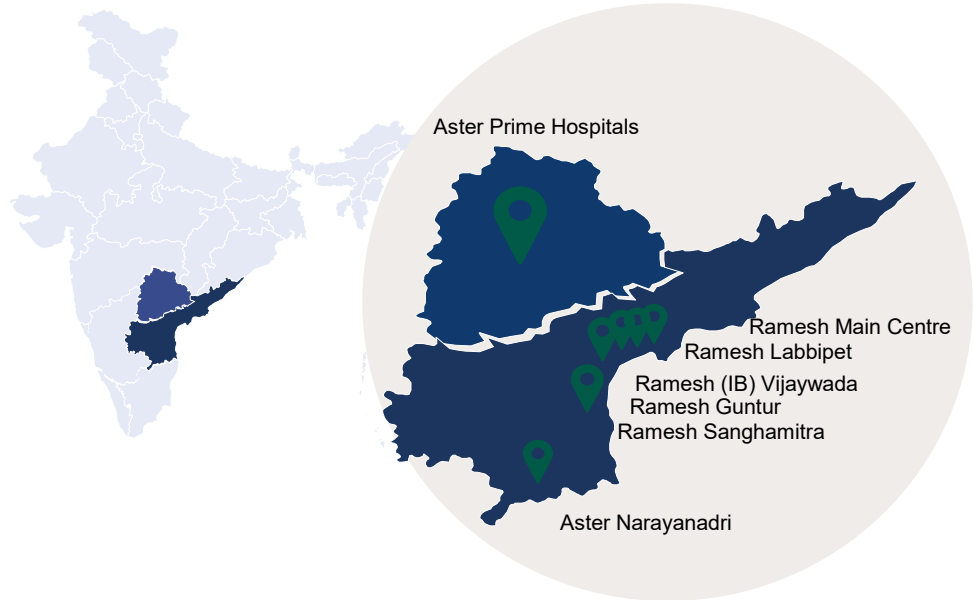 Aster Prime Hospitals
Ramesh Main Centre
Ramesh Labbipet
Ramesh (IB) Vijaywada
Ramesh Guntur
Ramesh Sanghamitra
Aster Narayanadri